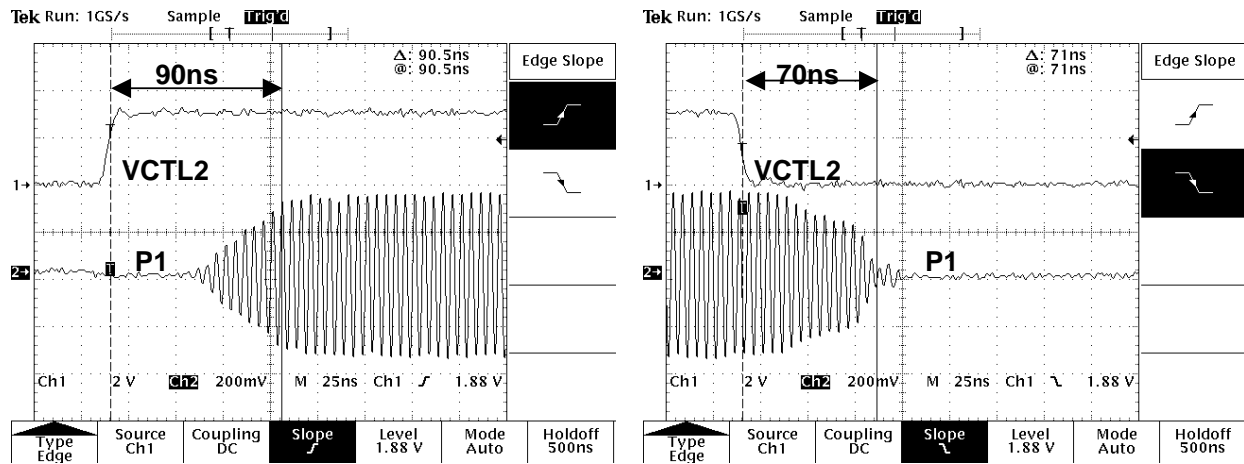 Tek Run: 1GS/s Sample Trig'd
[ T ]
Δ: 90.5ns
@: 90.5ns
90ns
Edge Slope
T
VCTL2
1
P1
T
2
Ch1 2 V Ch2 200mV M 25ns Ch1 1.88 V
Type Edge
Source Ch1
Coupling DC
Slope
Level 1.88 V
Mode Auto
Holdoff 500ns
Tek Run: 1GS/s Sample Trig'd
[ T ]
Δ: 71ns
@: 71ns
70ns
Edge Slope
T
VCTL2
1
T
P1
2
Ch1 2 V Ch2 200mV M 25ns Ch1 1.88 V
Type Edge
Source Ch1
Coupling DC
Slope
Level 1.88 V
Mode Auto
Holdoff 500ns